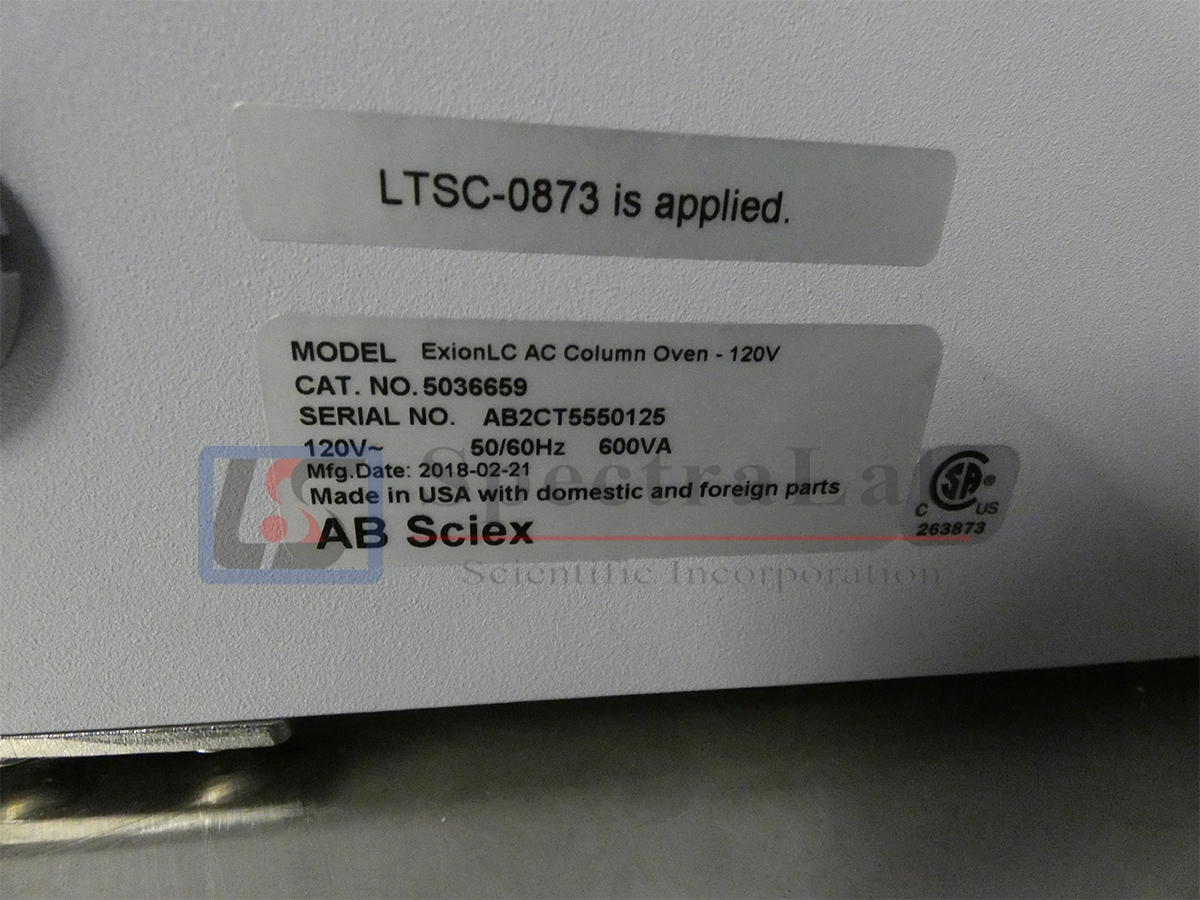 LTSC-0873 is applied.
MODEL ExionLC AC Column Oven - 120V
CAT. NO. 5036659
SERIAL NO. AB2CT5550125
120V~ 50/60Hz 600VA
Mfg.Date: 2018-02-21
Made in USA with domestic and foreign parts
AB Sciex
SA ®
C US
263873
LS SpectraLab
Scientific Incorporation